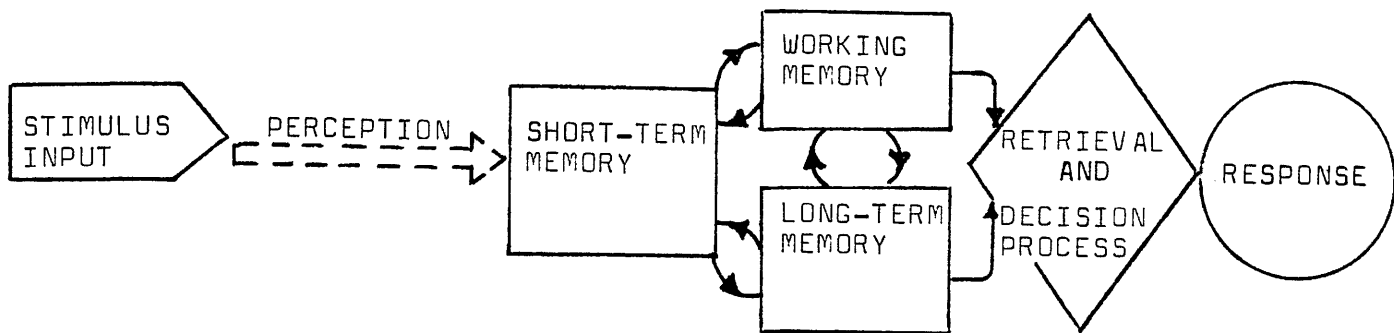 STIMULUS
INPUT
PERCEPTION
SHORT-TERM
MEMORY
WORKING
MEMORY
LONG-TERM
MEMORY
RETRIEVAL
AND
DECISION
PROCESS
RESPONSE